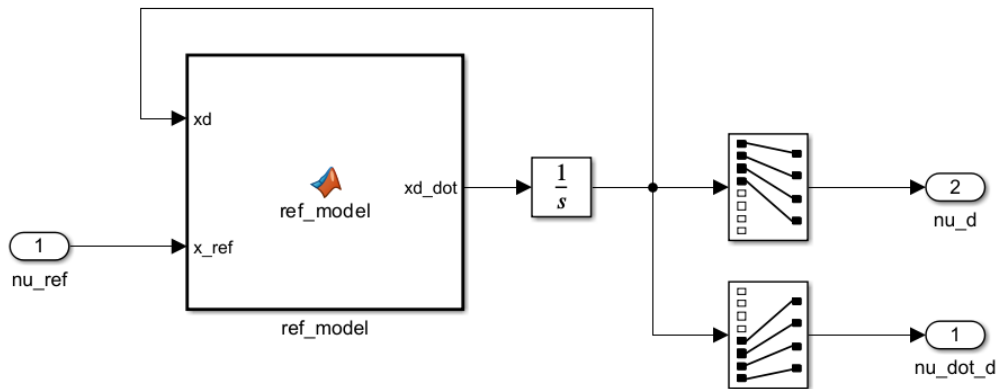 xd
ref_model
xd_dot
x_ref
1
nu_ref
ref_model
1
s
2
nu_d
1
nu_dot_d